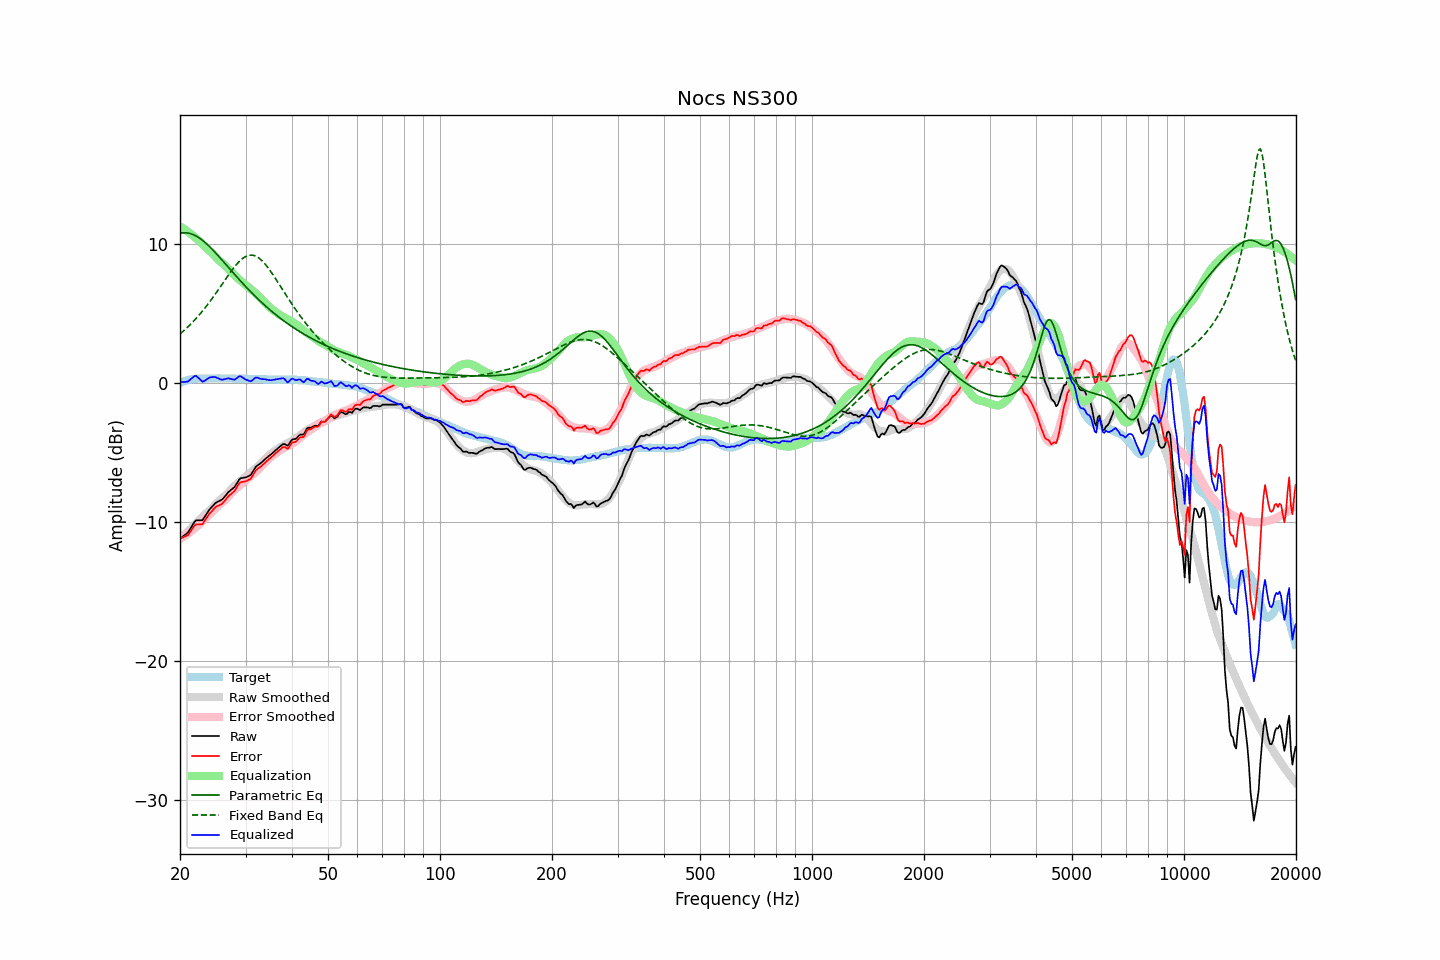 Nocs NS300
Amplitude (dBr)
10
0
−10
−20
−30
Target
Raw Smoothed
Error Smoothed
Raw
Error
Equalization
Parametric Eq
Fixed Band Eq
Equalized
20 50 100 200 500 1000 2000 5000 10000 20000
Frequency (Hz)